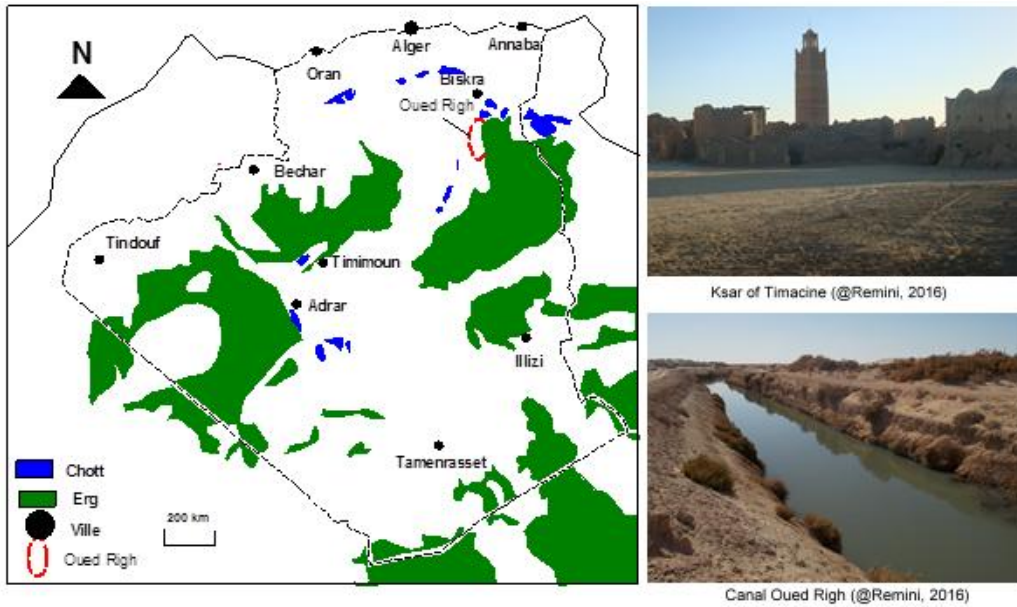 N
Alger
Annaba
Oran
Biskra
Oued Righ
Bechar
Tindouf
Timimoun
Adrar
Illizi
Tamenrasset
Chott
Erg
Ville
Oued Righ
200 km
Ksar of Timacine (@Remini, 2016)
Canal Oued Righ (@Remini, 2016)